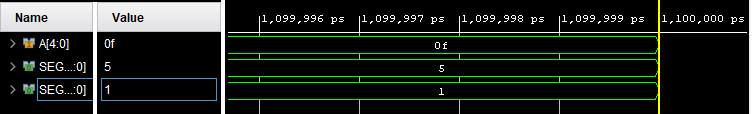 Name Value
1,099,996 ps 1,099,997 ps 1,099,998 ps 1,099,999 ps 1,100,000 ps
A[4:0] 0f 0f
SEG...:0] 5 5
SEG...:0] 1 1